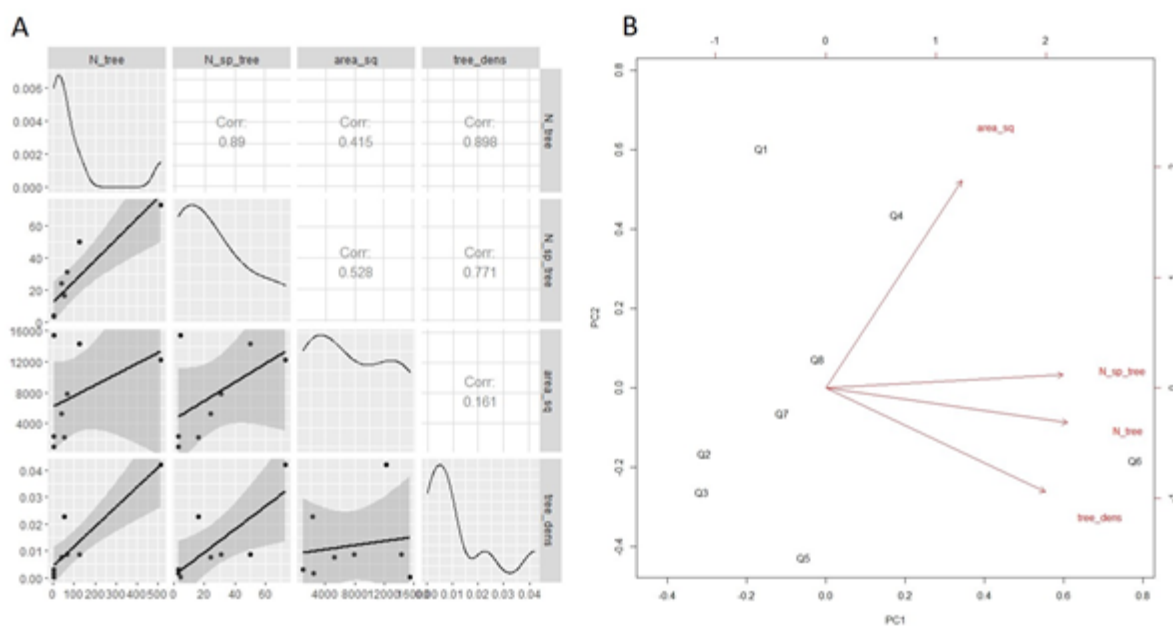 A
B
N_tree N_sp_tree area_sq tree_dens
0.006
0.004
0.002
0.000
Corr:
0.89
Corr:
0.415
Corr:
0.898
N_tree
60
40
20
0
Corr:
0.528
Corr:
0.771
N_sp_tree
16000
12000
8000
4000
Corr:
0.161
area_sq
0.04
0.03
0.02
0.01
0.00
tree_dens
0 100 200 300 400 500 0 20 40 60 4000 8000 12000 16000 0.00 0.01 0.02 0.03 0.04
-1 0 1 2
0.8
0.6
0.4
0.2
0.0
-0.2
-0.4
PC2
area_sq
Q1
Q4
Q8
N_sp_tree
Q7
N_tree
Q2
Q6
Q3
tree_dens
Q5
-0.4 -0.2 0.0 0.2 0.4 0.6 0.8
PC1